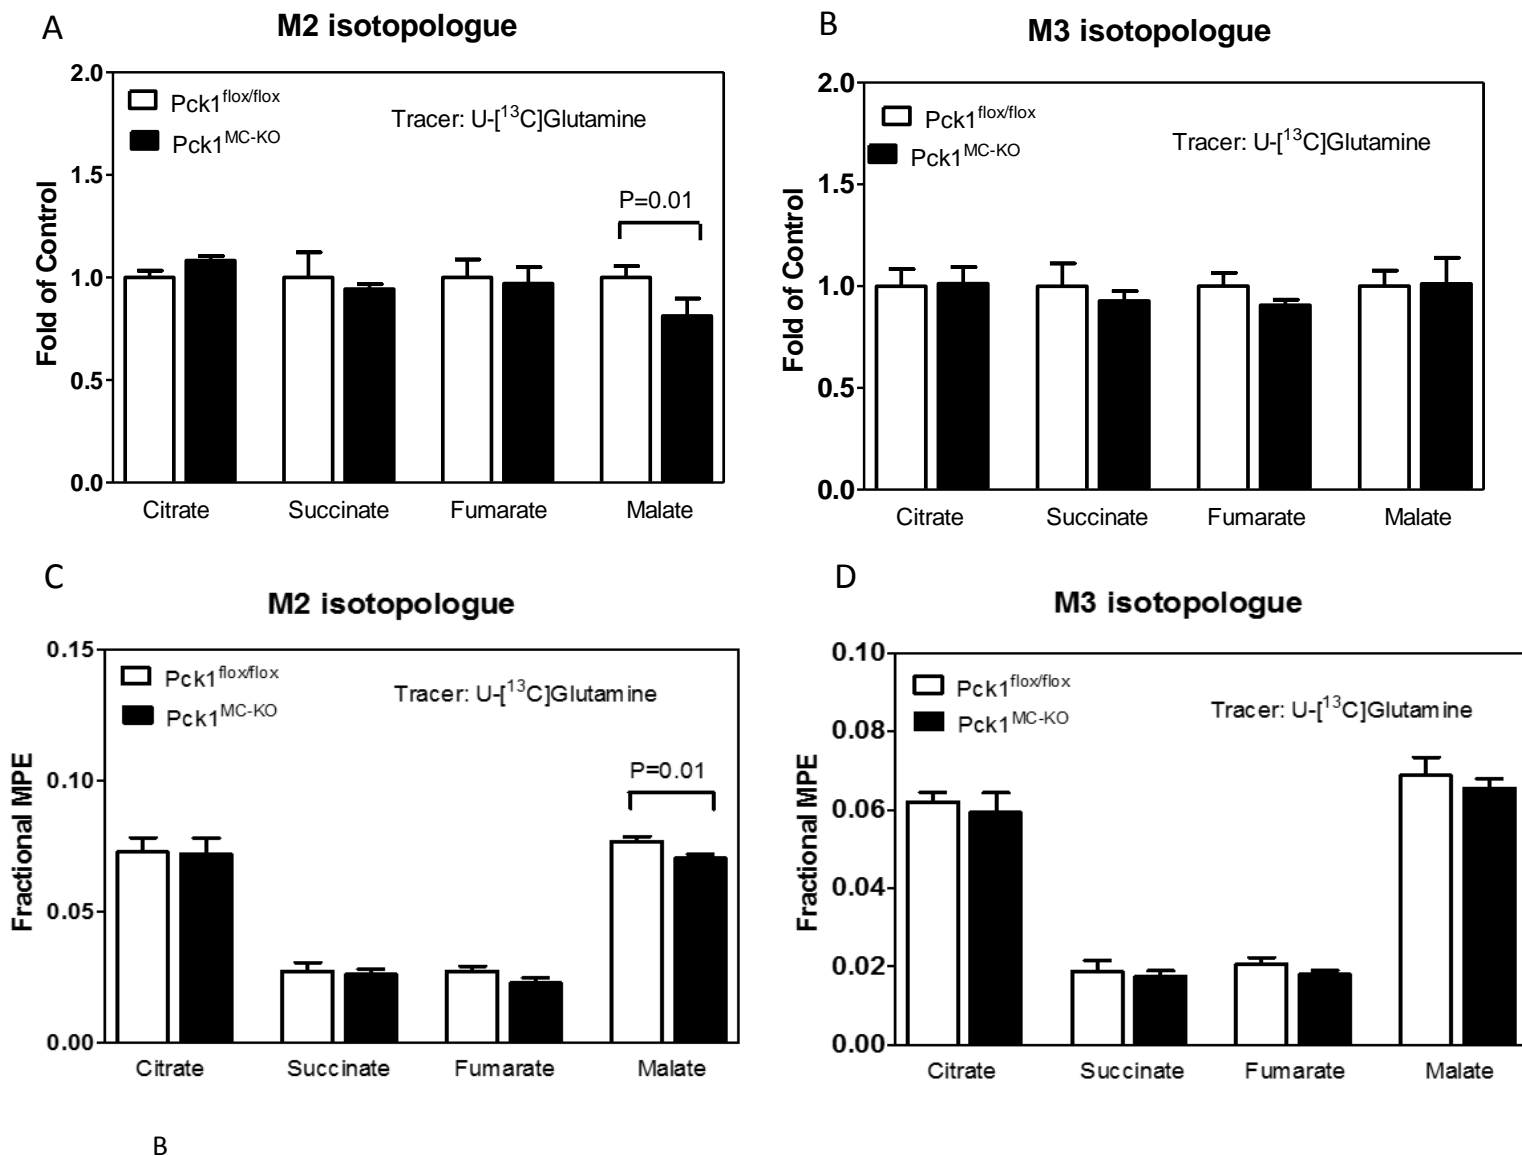 A
M2 isotopologue
2.0
1.5
1.0
0.5
0.0
Fold of Control
Pck1flox/flox
Pck1MC-KO
Tracer: U-[13C]Glutamine
P=0.01
Citrate
Succinate
Fumarate
Malate
B
M3 isotopologue
2.0
1.5
1.0
0.5
0.0
Fold of Control
Pck1flox/flox
Pck1MC-KO
Tracer: U-[13C]Glutamine
Citrate
Succinate
Fumarate
Malate
C
M2 isotopologue
0.15
0.10
0.05
0.00
Fractional MPE
Pck1flox/flox
Pck1MC-KO
Tracer: U-[13C]Glutamine
P=0.01
Citrate
Succinate
Fumarate
Malate
D
M3 isotopologue
0.10
0.08
0.06
0.04
0.02
0.00
Fractional MPE
Pck1flox/flox
Pck1MC-KO
Tracer: U-[13C]Glutamine
Citrate
Succinate
Fumarate
Malate
B